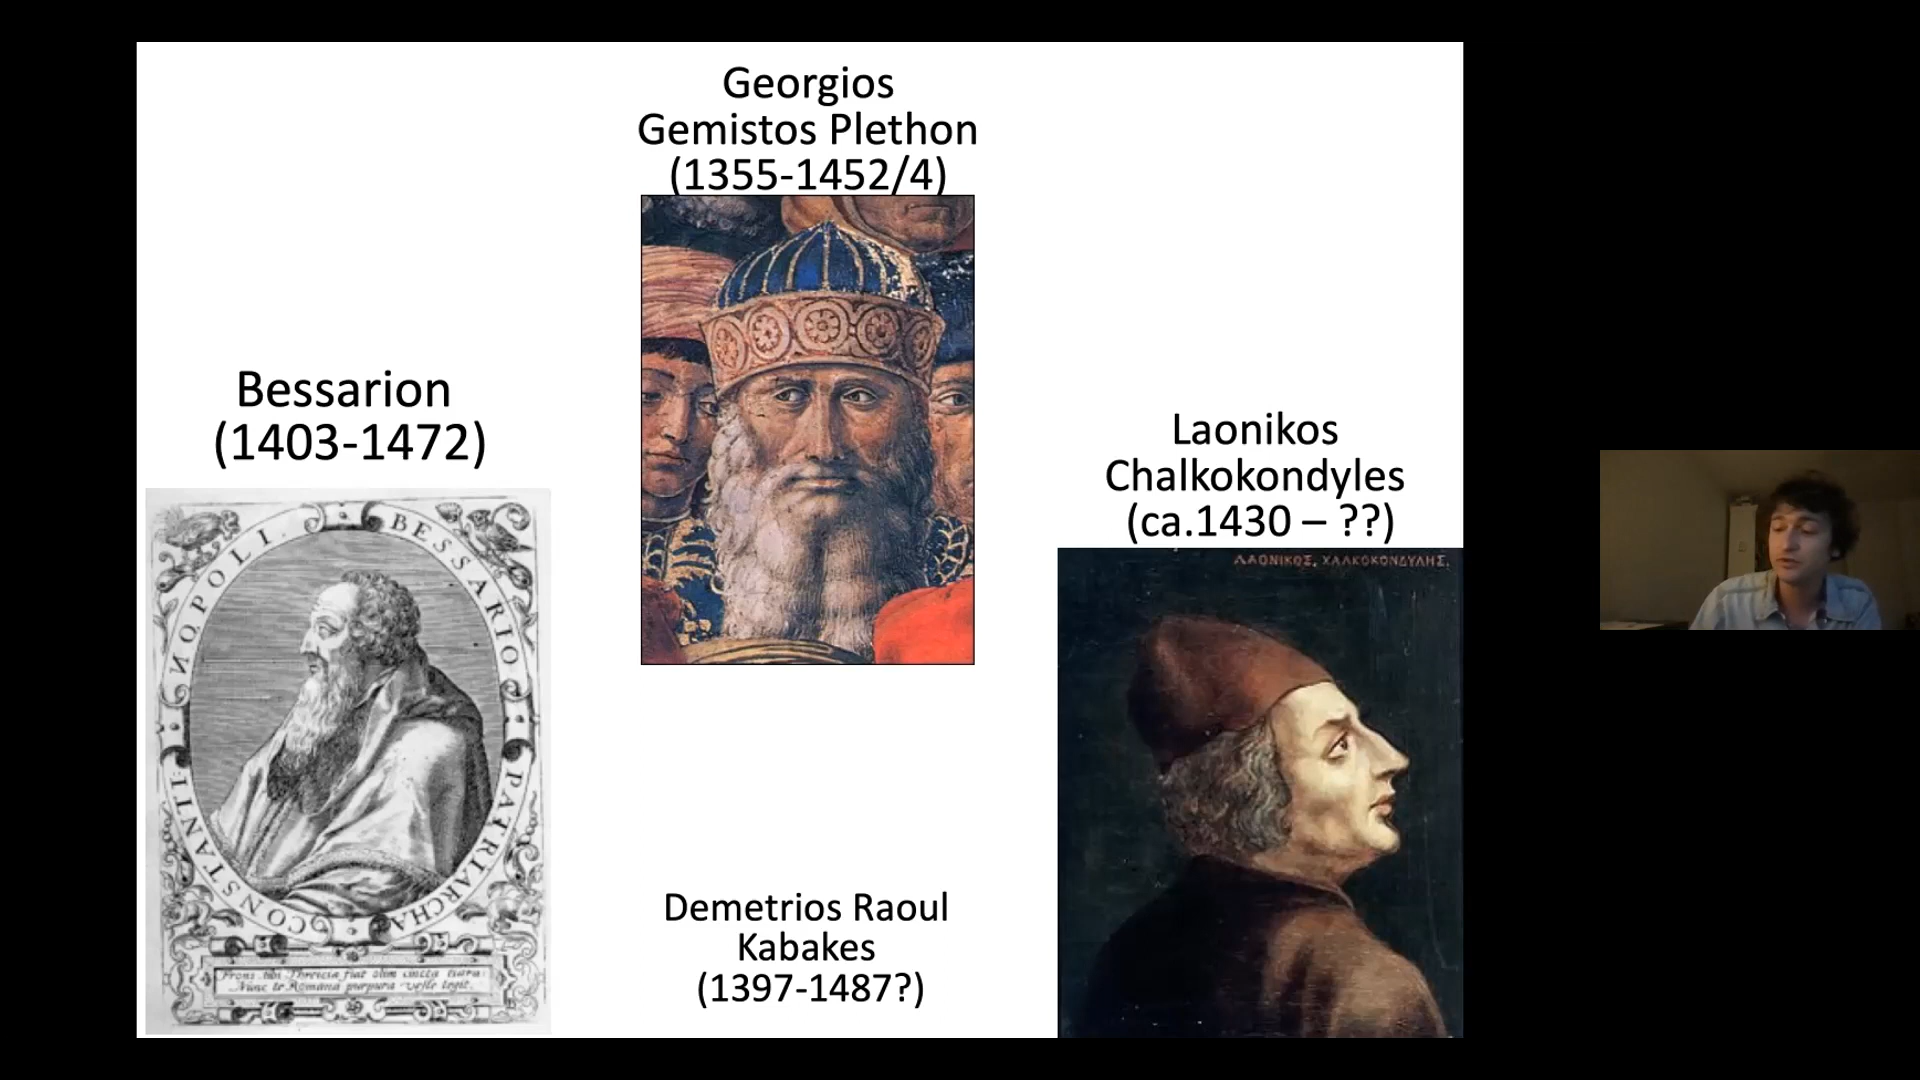 Georgios
Gemistos Plethon
(1355-1452/4)
Bessarion
(1403-1472)
Laonikos
Chalkokondyles
(ca.1430 – ??)
ΛΑΟΝΙΚΟΣ. ΧΑΛΚΟΚΟΝΔΥΛΗΣ.
BESSARIO PATRIARCHA CONSTANTINOPOLI.
Demetrios Raoul
Kabakes
(1397-1487?)